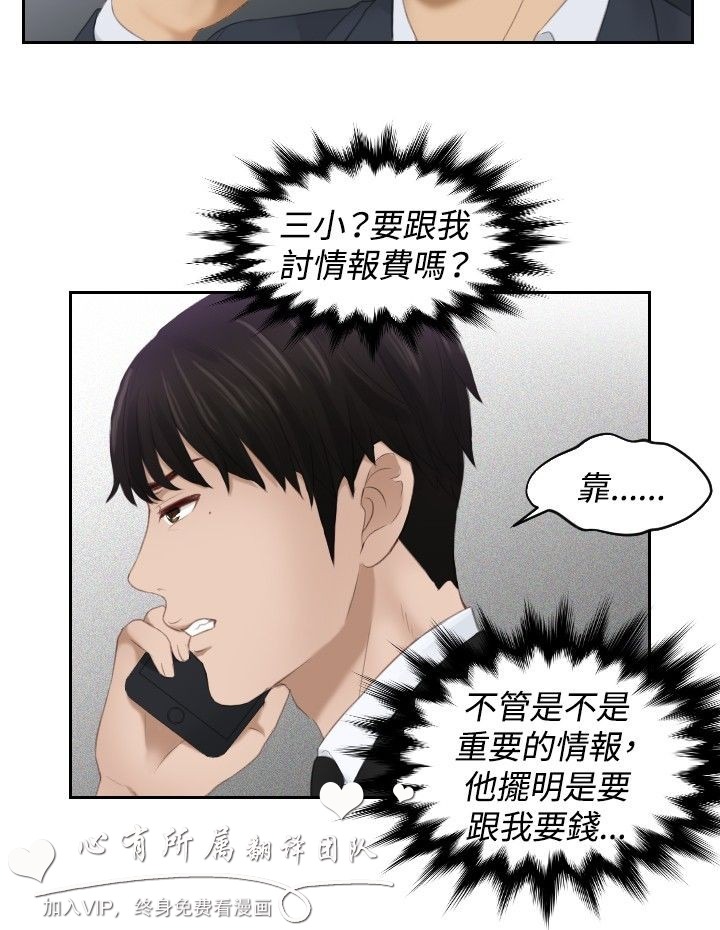 三小？要跟我
討情報費嗎？
靠......
不管是不是
重要的情報，
他擺明是要
跟我要錢...
心有所属翻译团队
加入VIP，终身免费看漫画